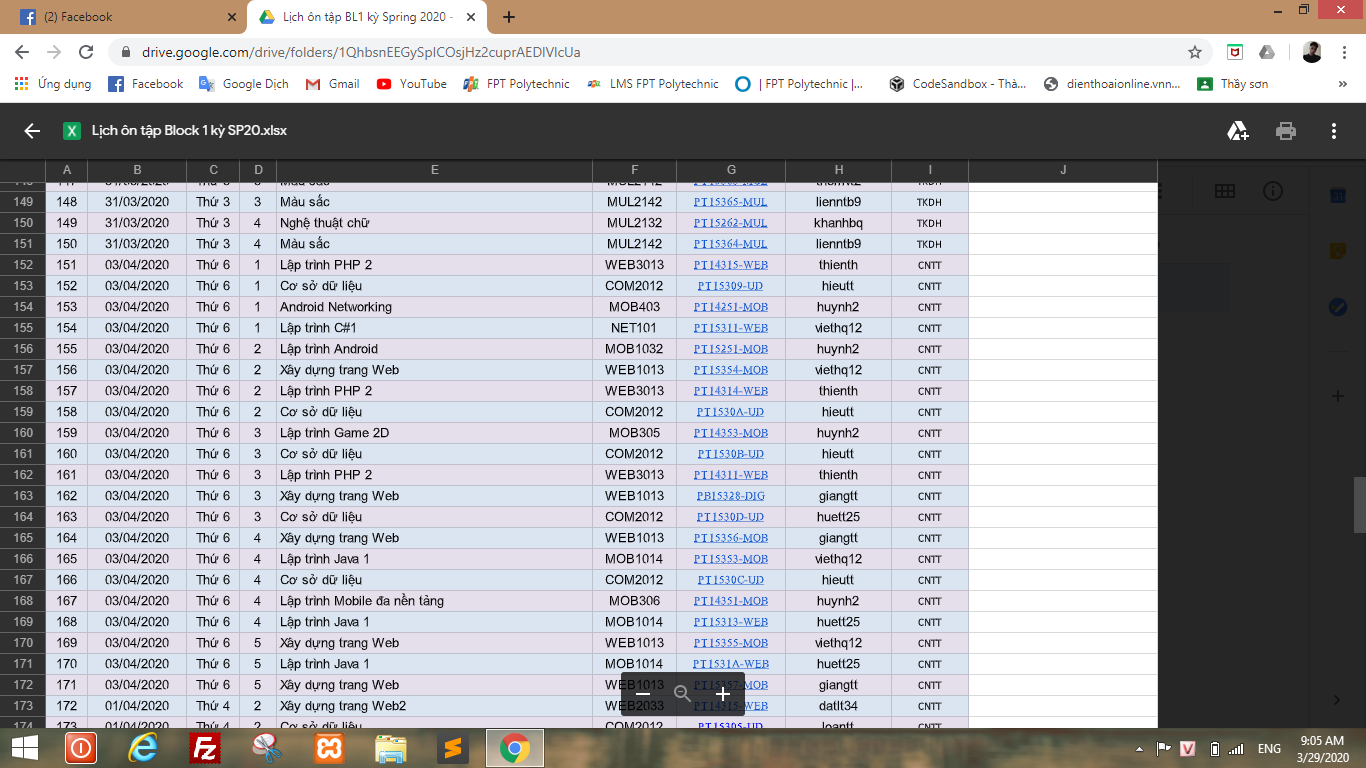 (2) Facebook
Lịch ôn tập BL1 kỳ Spring 2020 -
drive.google.com/drive/folders/1QhbsnEEGySplCOsjHz2cuprAEDlVlcUa
Ứng dụng Facebook Google Dịch Gmail YouTube FPT Polytechnic LMS FPT Polytechnic | FPT Polytechnic |... CodeSandbox - Thà... dienthoaionline.vnn... Thầy sơn »
Lịch ôn tập Block 1 kỳ SP20.xlsx
A B C D E F G H I J
149 148 31/03/2020 Thứ 3 3 Màu sắc MUL2142 PT15365-MUL lienntb9 TKDH
150 149 31/03/2020 Thứ 3 4 Nghệ thuật chữ MUL2132 PT15262-MUL khanhbq TKDH
151 150 31/03/2020 Thứ 3 4 Màu sắc MUL2142 PT15364-MUL lienntb9 TKDH
152 151 03/04/2020 Thứ 6 1 Lập trình PHP 2 WEB3013 PT14315-WEB thienth CNTT
153 152 03/04/2020 Thứ 6 1 Cơ sở dữ liệu COM2012 PT15309-UD hieutt CNTT
154 153 03/04/2020 Thứ 6 1 Android Networking MOB403 PT14251-MOB huynh2 CNTT
155 154 03/04/2020 Thứ 6 1 Lập trình C#1 NET101 PT15311-WEB viethq12 CNTT
156 155 03/04/2020 Thứ 6 2 Lập trình Android MOB1032 PT15251-MOB huynh2 CNTT
157 156 03/04/2020 Thứ 6 2 Xây dựng trang Web WEB1013 PT15354-MOB viethq12 CNTT
158 157 03/04/2020 Thứ 6 2 Lập trình PHP 2 WEB3013 PT14314-WEB thienth CNTT
159 158 03/04/2020 Thứ 6 2 Cơ sở dữ liệu COM2012 PT1530A-UD hieutt CNTT
160 159 03/04/2020 Thứ 6 3 Lập trình Game 2D MOB305 PT14353-MOB huynh2 CNTT
161 160 03/04/2020 Thứ 6 3 Cơ sở dữ liệu COM2012 PT1530B-UD hieutt CNTT
162 161 03/04/2020 Thứ 6 3 Lập trình PHP 2 WEB3013 PT14311-WEB thienth CNTT
163 162 03/04/2020 Thứ 6 3 Xây dựng trang Web WEB1013 PB15328-DIG giangtt CNTT
164 163 03/04/2020 Thứ 6 3 Cơ sở dữ liệu COM2012 PT1530D-UD huett25 CNTT
165 164 03/04/2020 Thứ 6 4 Xây dựng trang Web WEB1013 PT15356-MOB giangtt CNTT
166 165 03/04/2020 Thứ 6 4 Lập trình Java 1 MOB1014 PT15353-MOB viethq12 CNTT
167 166 03/04/2020 Thứ 6 4 Cơ sở dữ liệu COM2012 PT1530C-UD hieutt CNTT
168 167 03/04/2020 Thứ 6 4 Lập trình Mobile đa nền tảng MOB306 PT14351-MOB huynh2 CNTT
169 168 03/04/2020 Thứ 6 4 Lập trình Java 1 MOB1014 PT15313-WEB huett25 CNTT
170 169 03/04/2020 Thứ 6 5 Xây dựng trang Web WEB1013 PT15355-MOB viethq12 CNTT
171 170 03/04/2020 Thứ 6 5 Lập trình Java 1 MOB1014 PT1531A-WEB huett25 CNTT
172 171 03/04/2020 Thứ 6 5 Xây dựng trang Web WEB1013 PT15357-MOB giangtt CNTT
173 172 01/04/2020 Thứ 4 2 Xây dựng trang Web2 WEB2033 PT14315-WEB datlt34 CNTT
174 173 01/04/2020 Thứ 4 2 Cơ sở dữ liệu COM2012 PT15305-UD loantt CNTT
ENG
9:05 AM
3/29/2020